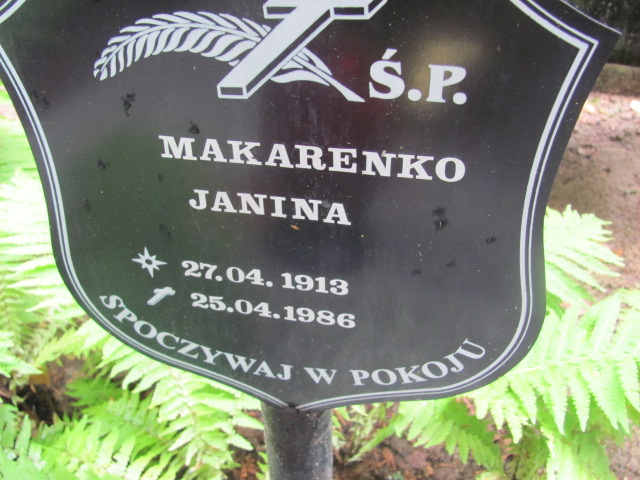 Ś.P.
MAKARENKO
JANINA
27.04.1913
25.04.1986
SPOCZYWAJ W POKOJU